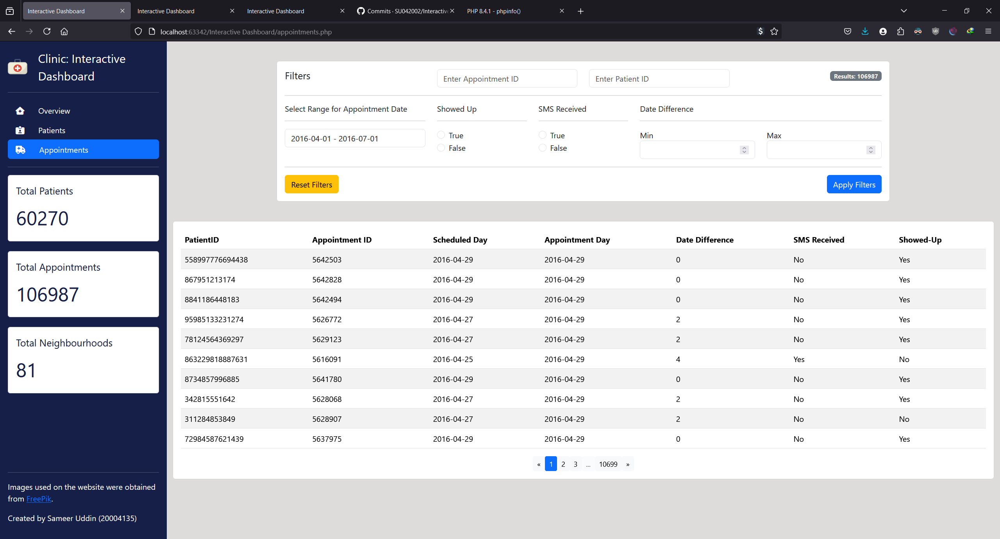 Interactive Dashboard
Interactive Dashboard
Interactive Dashboard
Commits · SU042002/Interactive
PHP 8.4.1 - phpinfo()
localhost:63342/Interactive Dashboard/appointments.php
Clinic: Interactive
Dashboard
Overview
Patients
Appointments
Total Patients
60270
Total Appointments
106987
Total Neighbourhoods
81
Images used on the website were obtained
from FreePik.
Created by Sameer Uddin (20004135)
Filters
Enter Appointment ID
Enter Patient ID
Results: 106987
Select Range for Appointment Date
Showed Up
SMS Received
Date Difference
2016-04-01 - 2016-07-01
True
False
True
False
Min
Max
Reset Filters
Apply Filters
PatientID Appointment ID Scheduled Day Appointment Day Date Difference SMS Received Showed-Up
558997776694438 5642503 2016-04-29 2016-04-29 0 No Yes
867951213174 5642828 2016-04-29 2016-04-29 0 No Yes
8841186448183 5642494 2016-04-29 2016-04-29 0 No Yes
95985133231274 5626772 2016-04-27 2016-04-29 2 No Yes
78124564369297 5629123 2016-04-27 2016-04-29 2 No Yes
863229818887631 5616091 2016-04-25 2016-04-29 4 Yes No
8734857996885 5641780 2016-04-29 2016-04-29 0 No Yes
342815551642 5628068 2016-04-27 2016-04-29 2 No Yes
311284853849 5628907 2016-04-27 2016-04-29 2 No No
72984587621439 5637975 2016-04-29 2016-04-29 0 No Yes
« 1 2 3 ... 10699 »